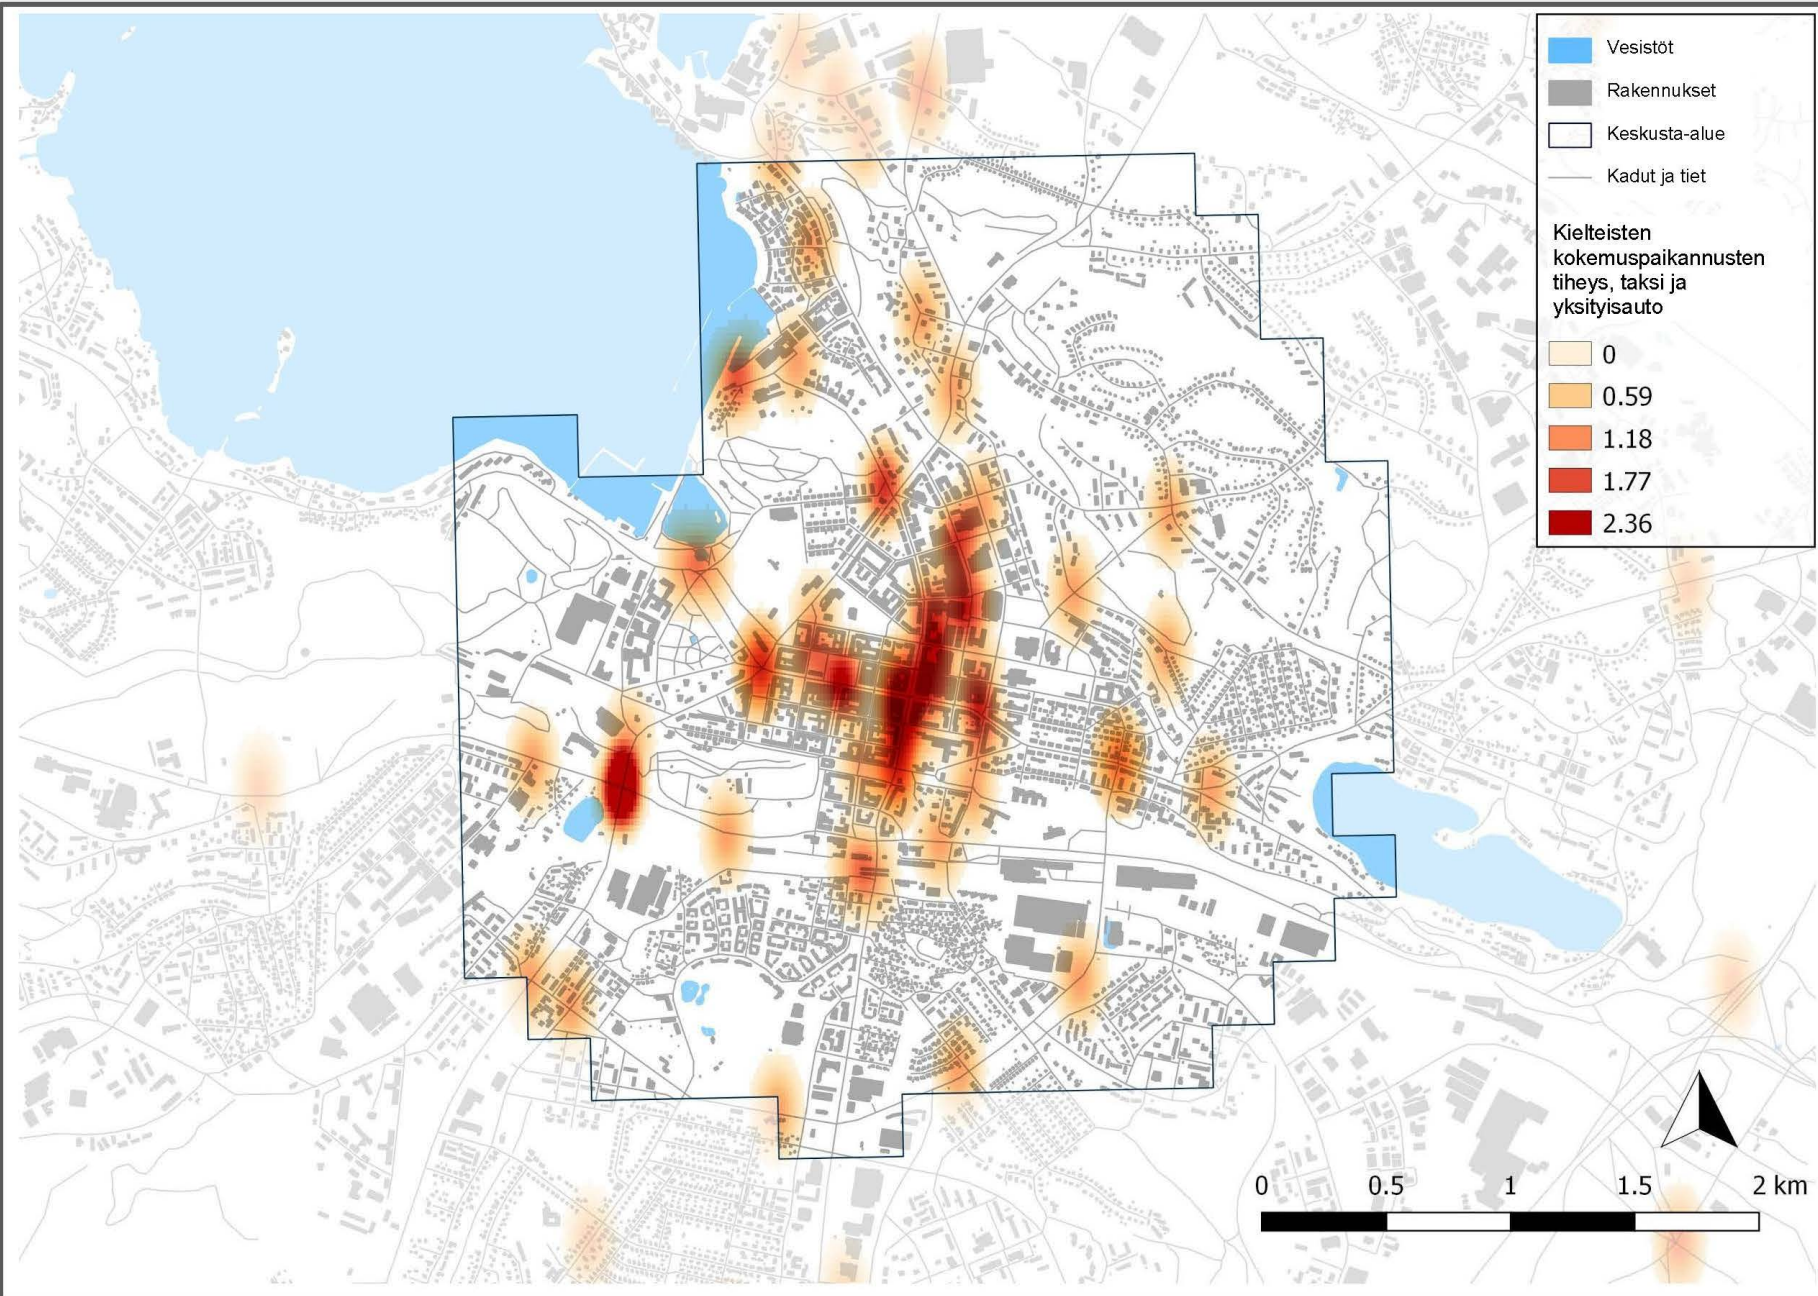 Vesistöt
Rakennukset
Keskusta-alue
Kadut ja tiet
Kielteisten
kokemuspaikannusten
tiheys, taksi ja
yksityisauto
0
0.59
1.18
1.77
2.36
0 0.5 1 1.5 2 km